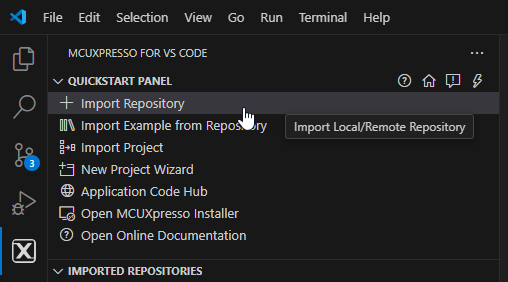 File Edit Selection View Go Run Terminal Help
MCUXPRESSO FOR VS CODE
QUICKSTART PANEL
Import Repository
Import Example from Repository
Import Local/Remote Repository
Import Project
New Project Wizard
Application Code Hub
Open MCUXpresso Installer
Open Online Documentation
3
IMPORTED REPOSITORIES